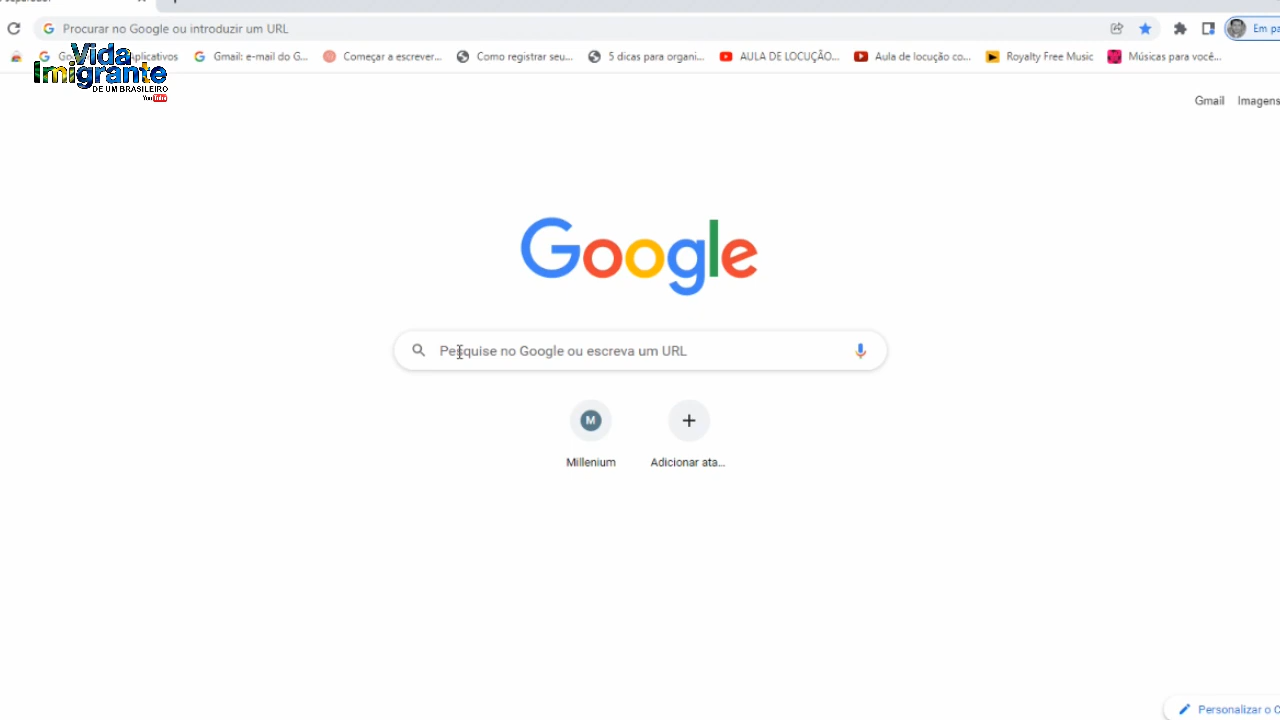 Procurar no Google ou introduzir um URL
Vida
Imigrante
DE UM BRASILEIRO
YouTube
Gmail: e-mail do G...
Começar a escrever...
Como registrar seu...
5 dicas para organi...
AULA DE LOCUÇÃO...
Aula de locução co...
Royalty Free Music
Músicas para você...
Gmail
Imagens
Google
Pesquise no Google ou escreva um URL
M
Millenium
Adicionar ata...
Personalizar o C